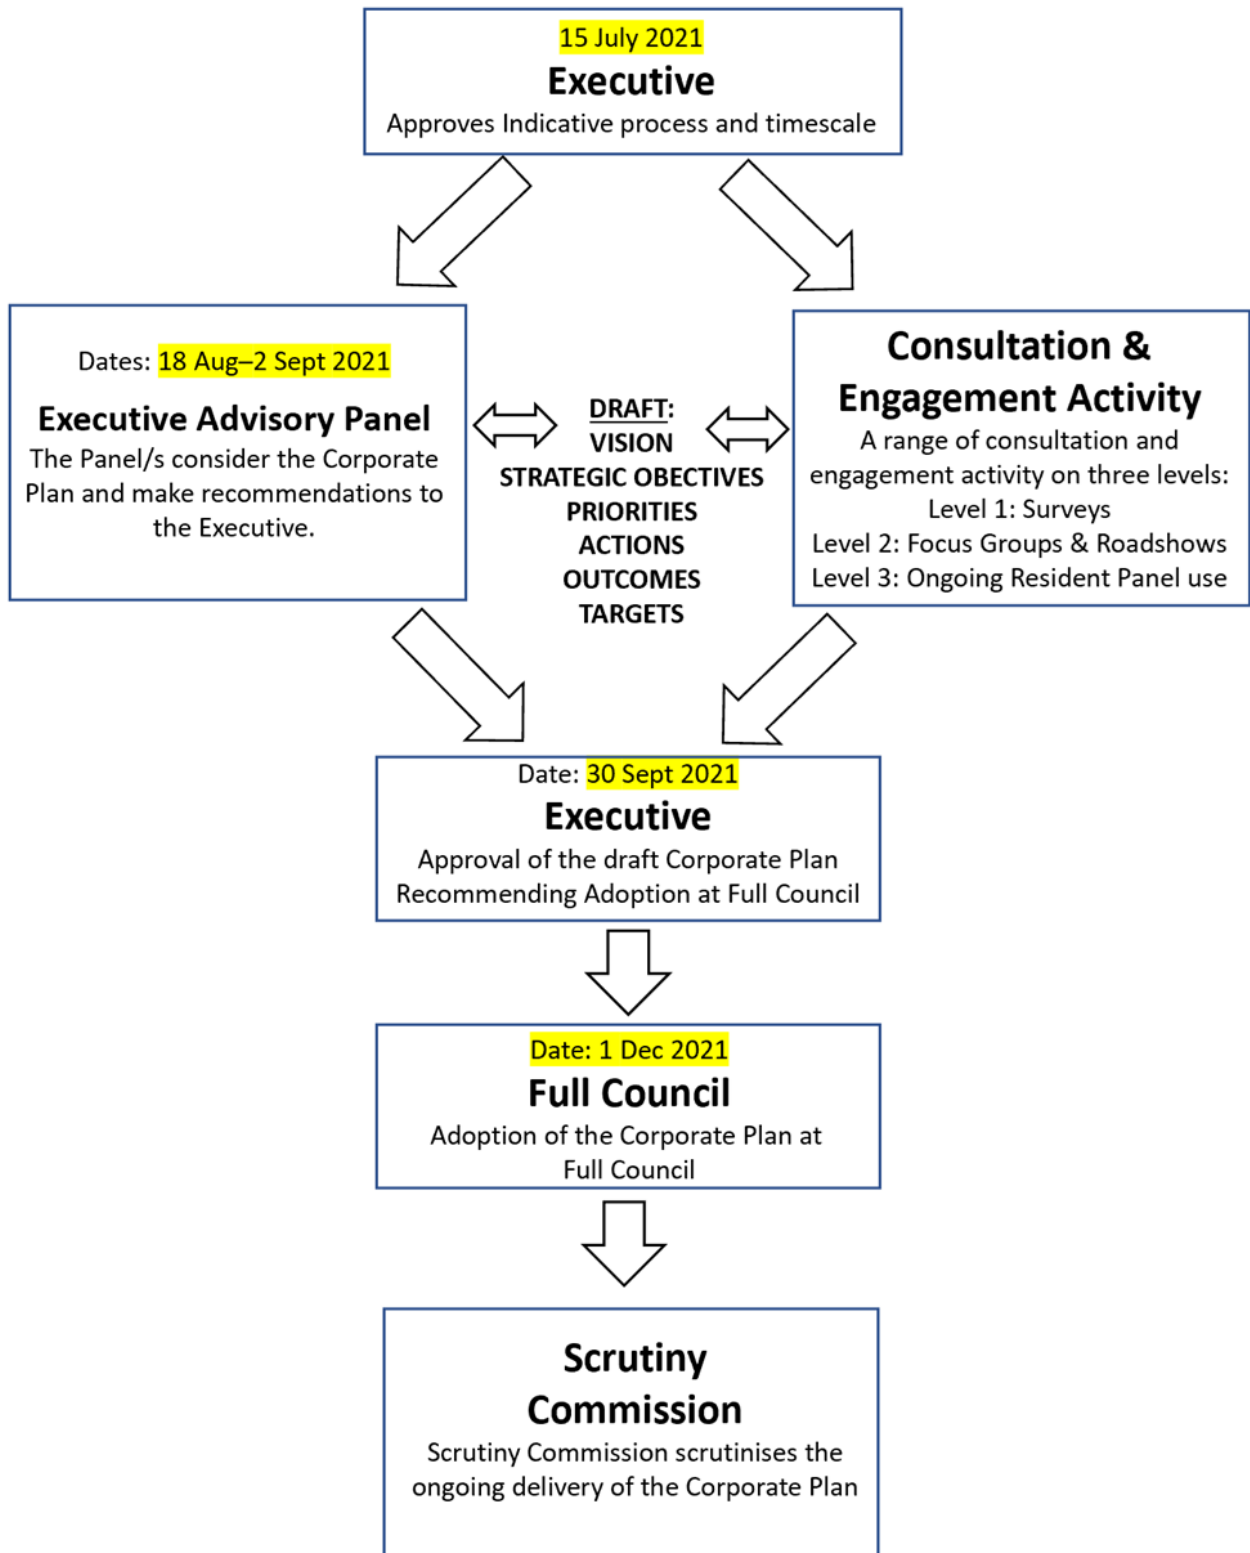 15 July 2021
Executive
Approves Indicative process and timescale
Dates: 18 Aug–2 Sept 2021
Executive Advisory Panel
The Panel/s consider the Corporate
Plan and make recommendations to
the Executive.
DRAFT:
VISION
STRATEGIC OBECTIVES
PRIORITIES
ACTIONS
OUTCOMES
TARGETS
Consultation &
Engagement Activity
A range of consultation and
engagement activity on three levels:
Level 1: Surveys
Level 2: Focus Groups & Roadshows
Level 3: Ongoing Resident Panel use
Date: 30 Sept 2021
Executive
Approval of the draft Corporate Plan
Recommending Adoption at Full Council
Date: 1 Dec 2021
Full Council
Adoption of the Corporate Plan at
Full Council
Scrutiny
Commission
Scrutiny Commission scrutinises the
ongoing delivery of the Corporate Plan